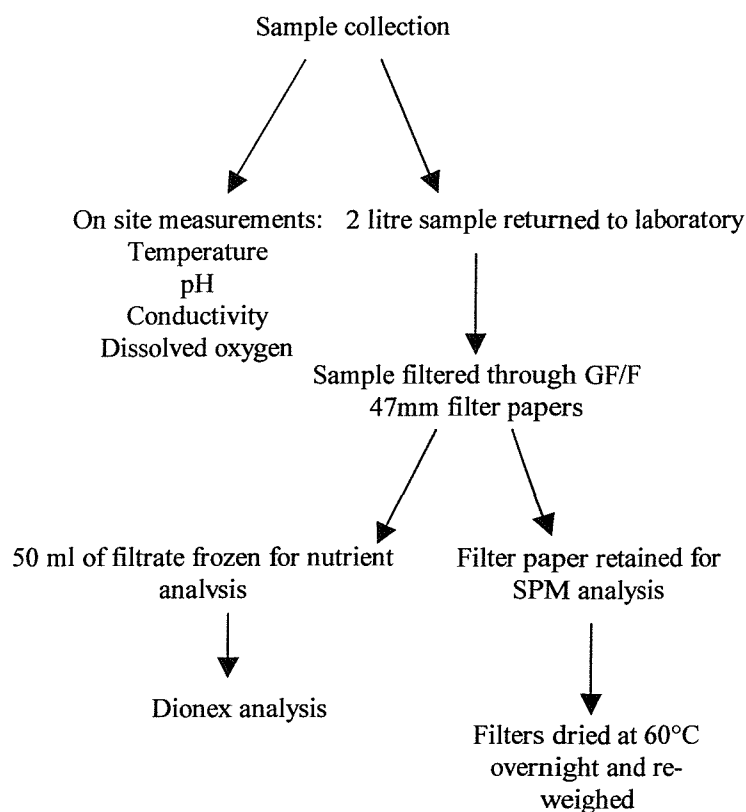 Sample collection
On site measurements:
Temperature
pH
Conductivity
Dissolved oxygen
2 litre sample returned to laboratory
Sample filtered through GF/F
47mm filter papers
50 ml of filtrate frozen for nutrient
analysis
Filter paper retained for
SPM analysis
Dionex analysis
Filters dried at 60°C
overnight and re-
weighed